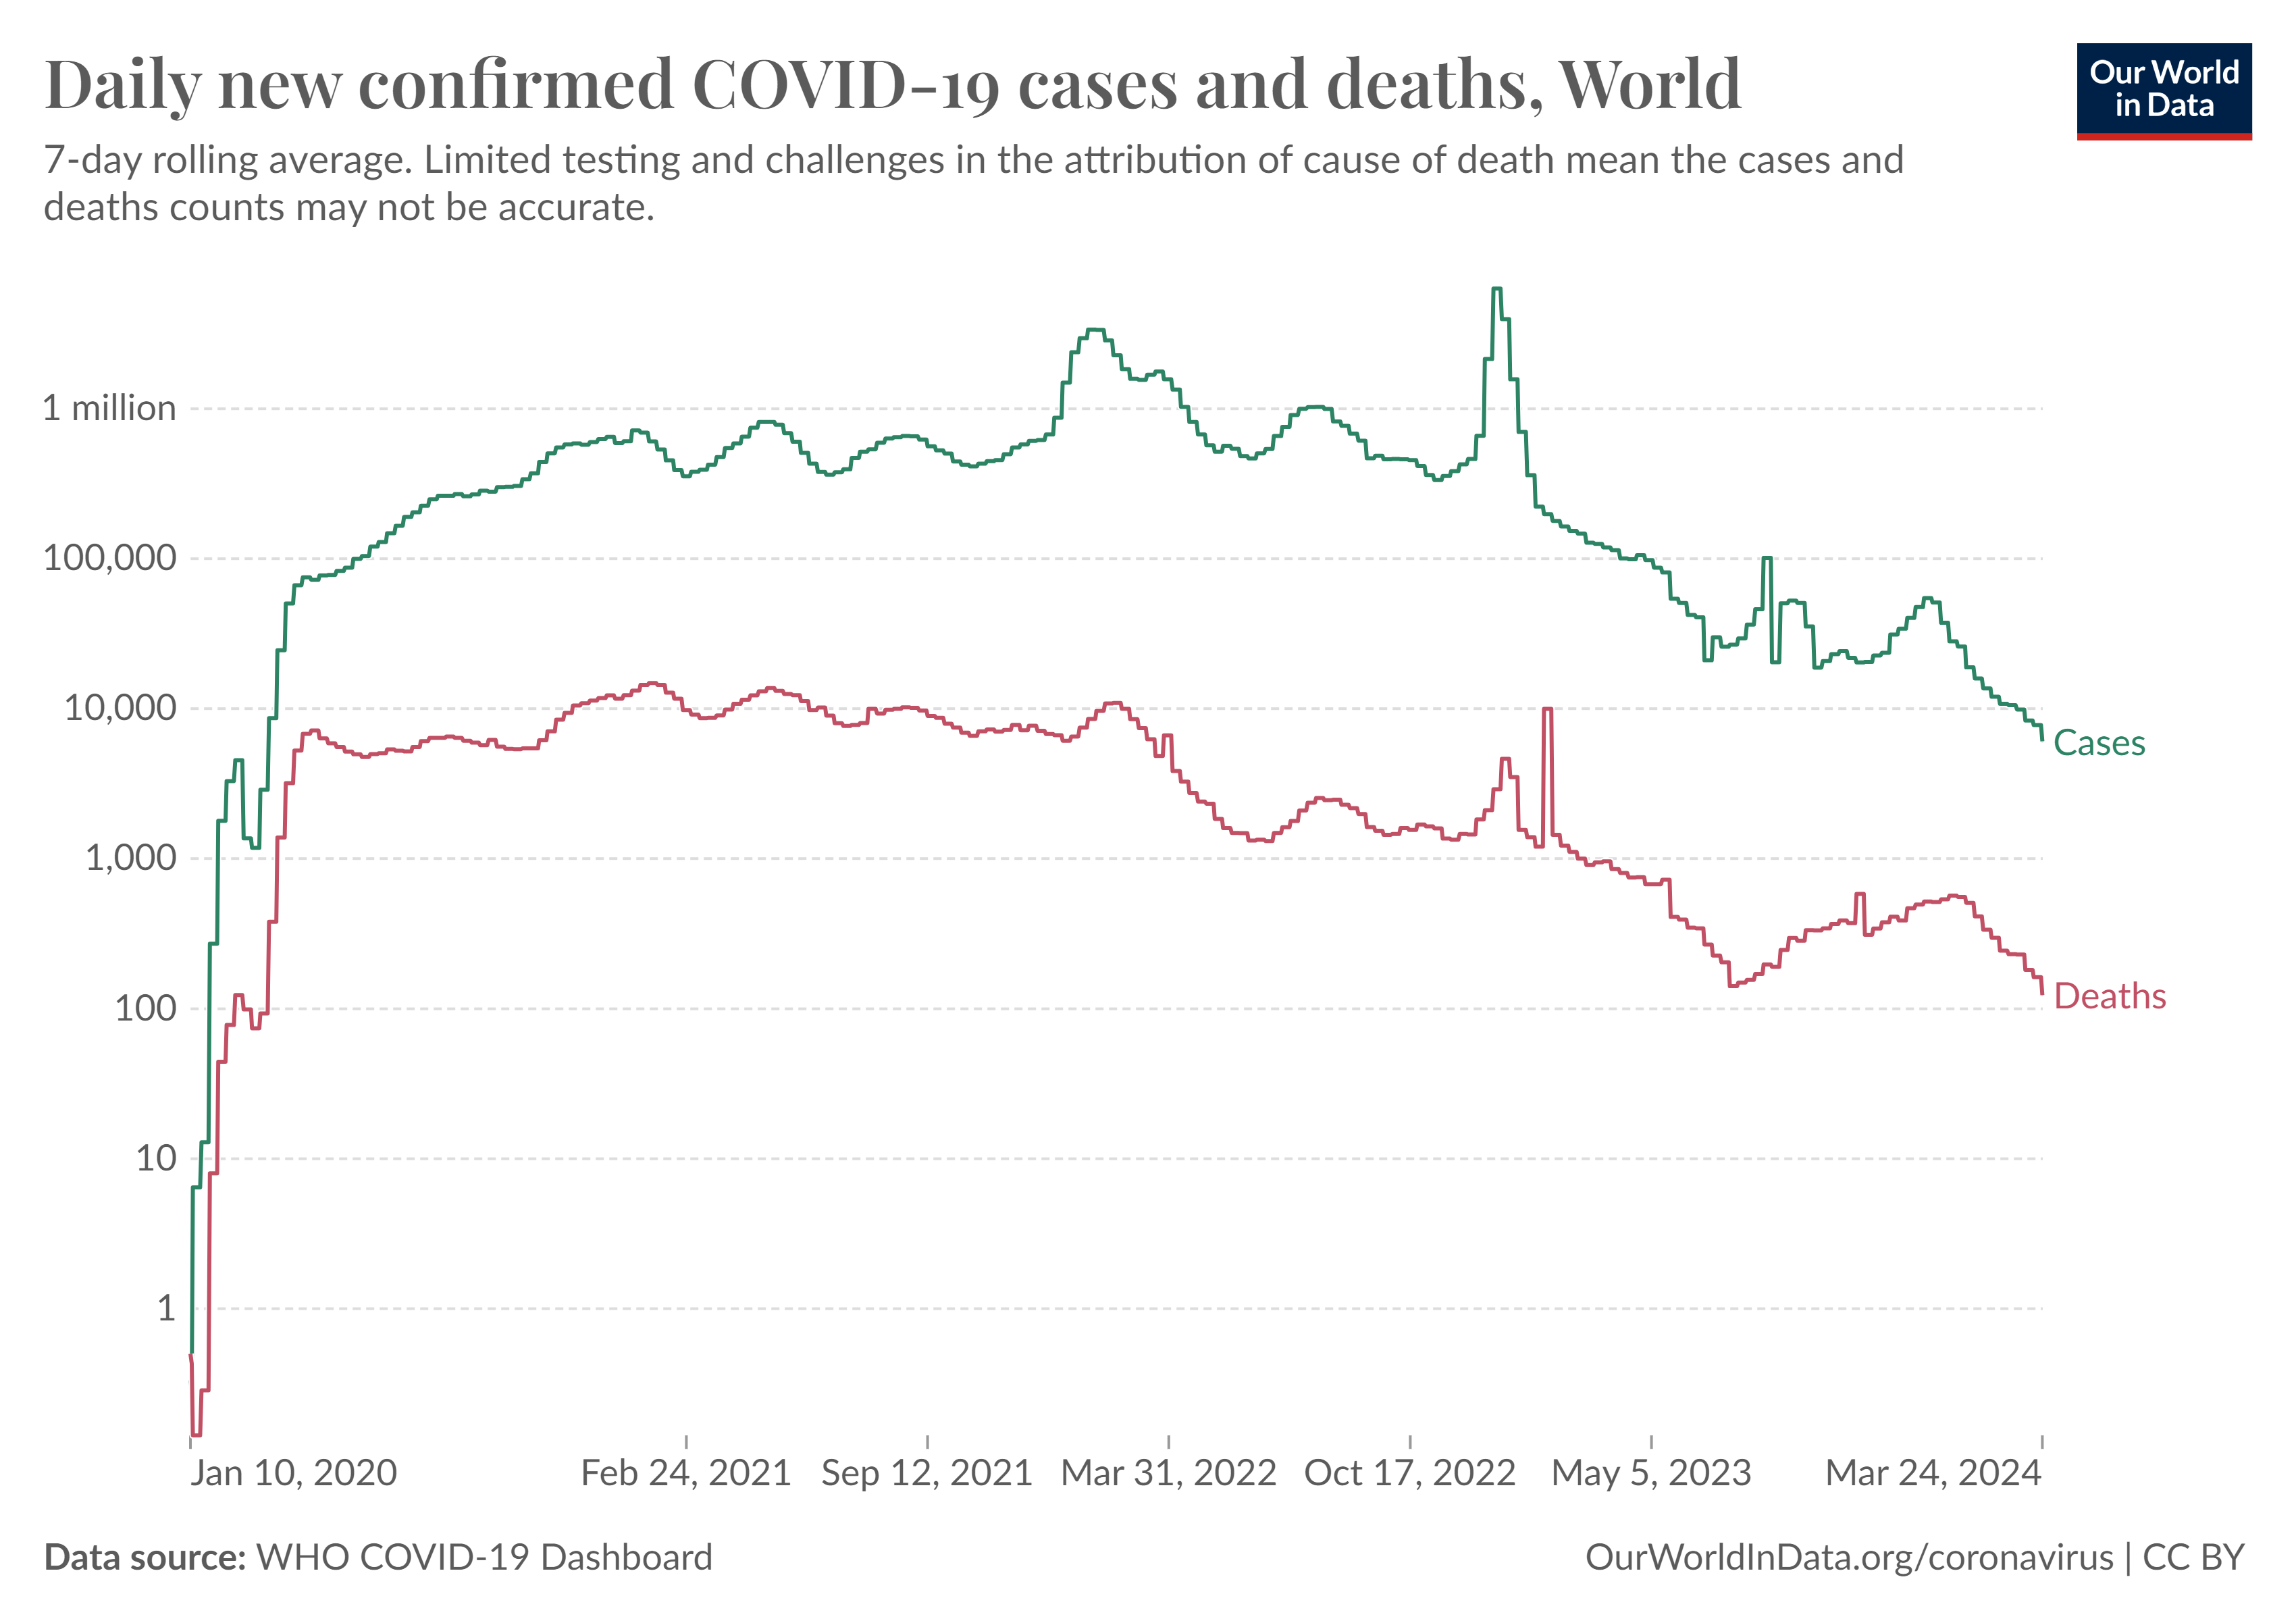 Daily new confirmed COVID-19 cases and deaths, World
Our World
in Data
7-day rolling average. Limited testing and challenges in the attribution of cause of death mean the cases and
deaths counts may not be accurate.
1 million
100,000
10,000
Cases
1,000
100
Deaths
10
1
Jan 10, 2020
Feb 24, 2021
Sep 12, 2021
Mar 31, 2022
Oct 17, 2022
May 5, 2023
Mar 24, 2024
Data source: WHO COVID-19 Dashboard
OurWorldInData.org/coronavirus | CC BY